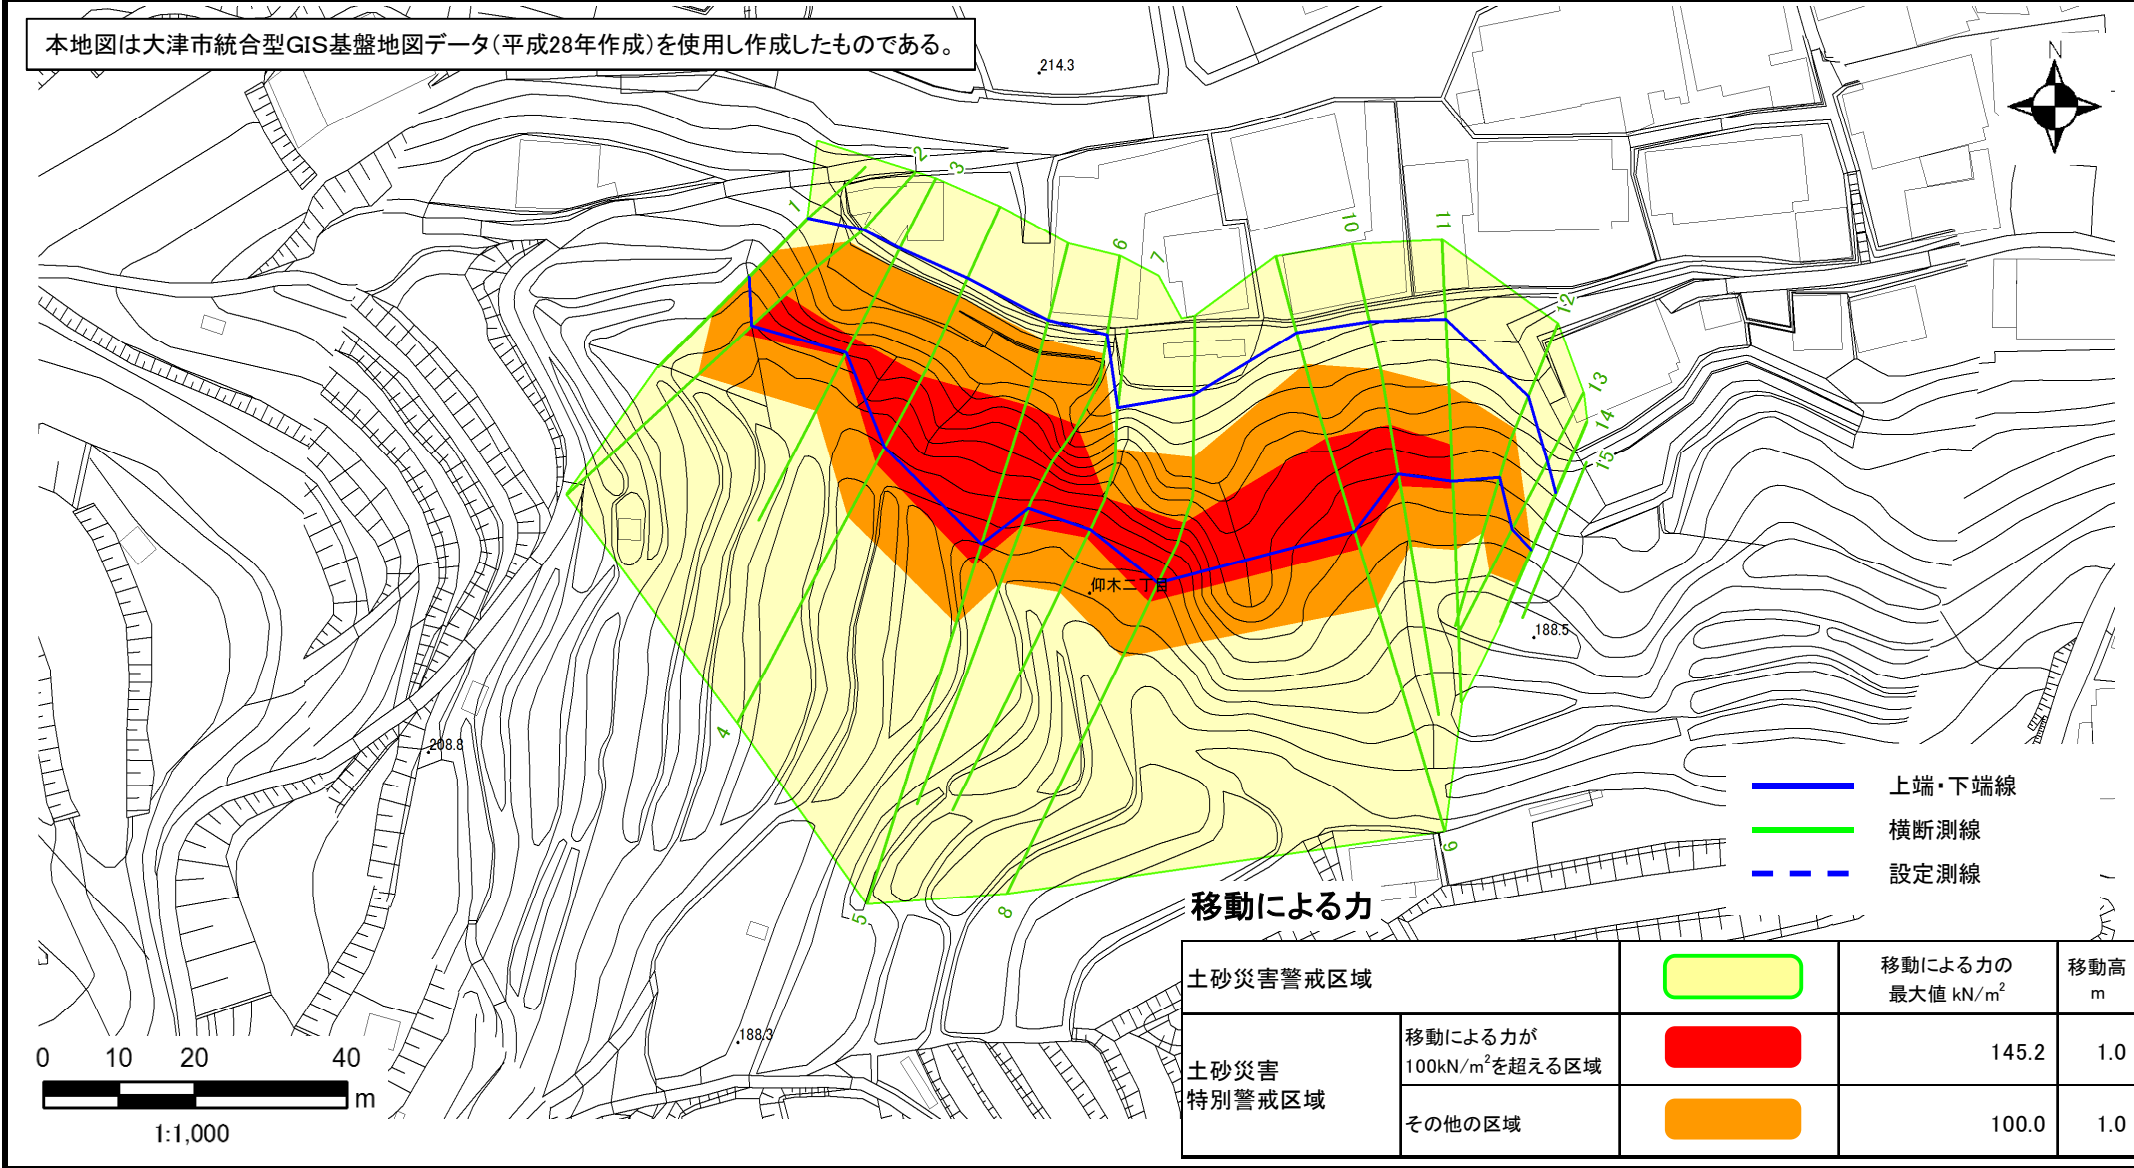 本地図は大津市統合型GIS基盤地図データ(平成28年作成)を使用し作成したものである。
214.3
N
1
2
3
6
7
10
11
12
13
14
15
仰木二丁目
188.5
4
208.8
5
8
9
188.3
上端・下端線
横断測線
設定測線
移動による力
土砂災害警戒区域
移動による力の
最大値 kN/m²
移動高
m
土砂災害
特別警戒区域
移動による力が
100kN/m²を超える区域
145.2
1.0
その他の区域
100.0
1.0
0 10 20 40
m
1:1,000